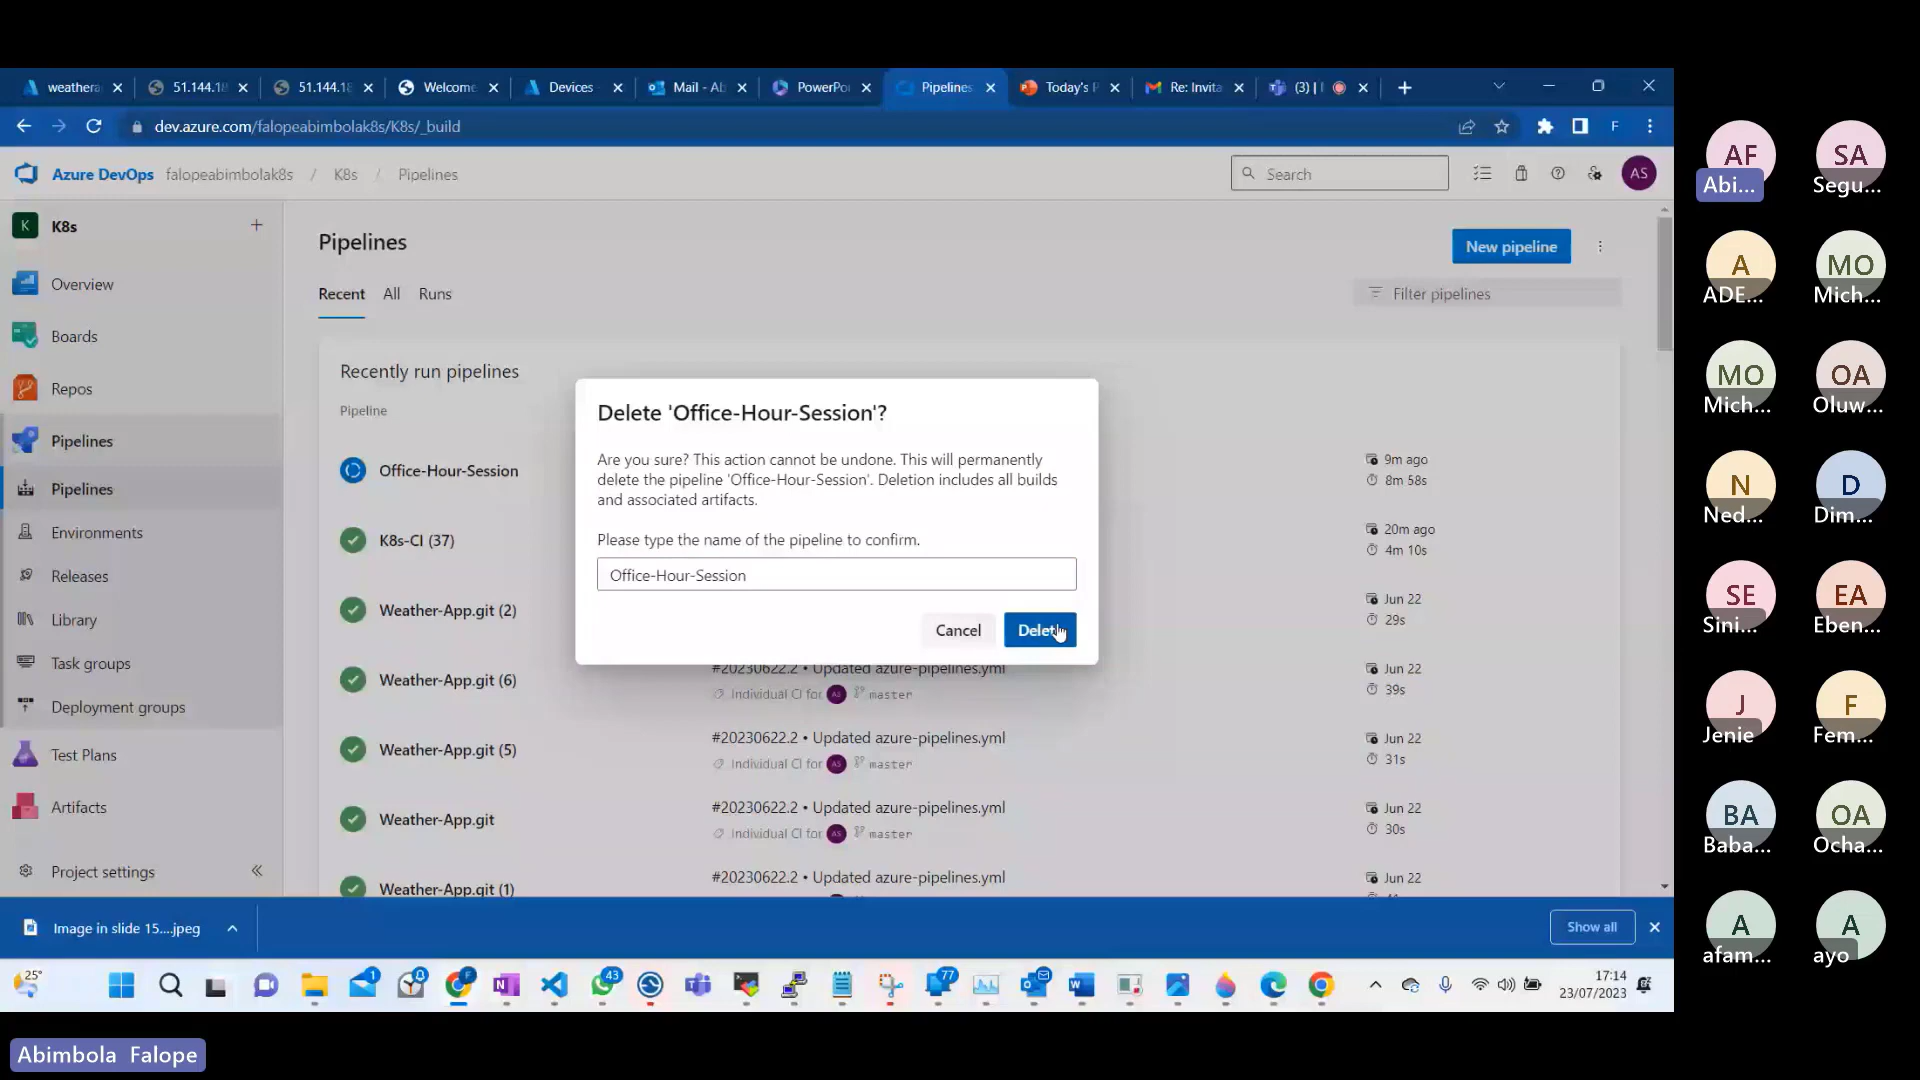 weathera
51.144.18
51.144.18
Welcome
Devices
Mail - Ab
PowerPoi
Pipelines
Today's P
Re: Invita
(3) |
dev.azure.com/falopeabimbolak8s/K8s/_build
F
Azure DevOps falopeabimbolak8s / K8s / Pipelines
Search
AS
K K8s
Overview
Boards
Repos
Pipelines
Pipelines
Environments
Releases
Library
Task groups
Deployment groups
Test Plans
Artifacts
Project settings
Pipelines
New pipeline
Recent All Runs
Filter pipelines
Recently run pipelines
Pipeline
Office-Hour-Session
9m ago
8m 58s
K8s-CI (37)
20m ago
4m 10s
Weather-App.git (2)
Jun 22
29s
Weather-App.git (6)
#20230622.2 • Updated azure-pipelines.yml
Individual CI for AS master
Jun 22
39s
Weather-App.git (5)
#20230622.2 • Updated azure-pipelines.yml
Individual CI for AS master
Jun 22
31s
Weather-App.git
#20230622.2 • Updated azure-pipelines.yml
Individual CI for AS master
Jun 22
30s
Weather-App.git (1)
#20230622.2 • Updated azure-pipelines.yml
Jun 22
Delete 'Office-Hour-Session'?
Are you sure? This action cannot be undone. This will permanently
delete the pipeline 'Office-Hour-Session'. Deletion includes all builds
and associated artifacts.
Please type the name of the pipeline to confirm.
Office-Hour-Session
Cancel
Delete
Image in slide 15....jpeg
Show all
25°
1
F
43
77
17:14
23/07/2023
AF
Abi...
SA
Segu...
A
ADE...
MO
Mich...
MO
Mich...
OA
Oluw...
N
Ned...
D
Dim...
SE
Sini...
EA
Eben...
J
Jenie
F
Fem...
BA
Baba...
OA
Ocha...
A
afam...
A
ayo
Abimbola Falope